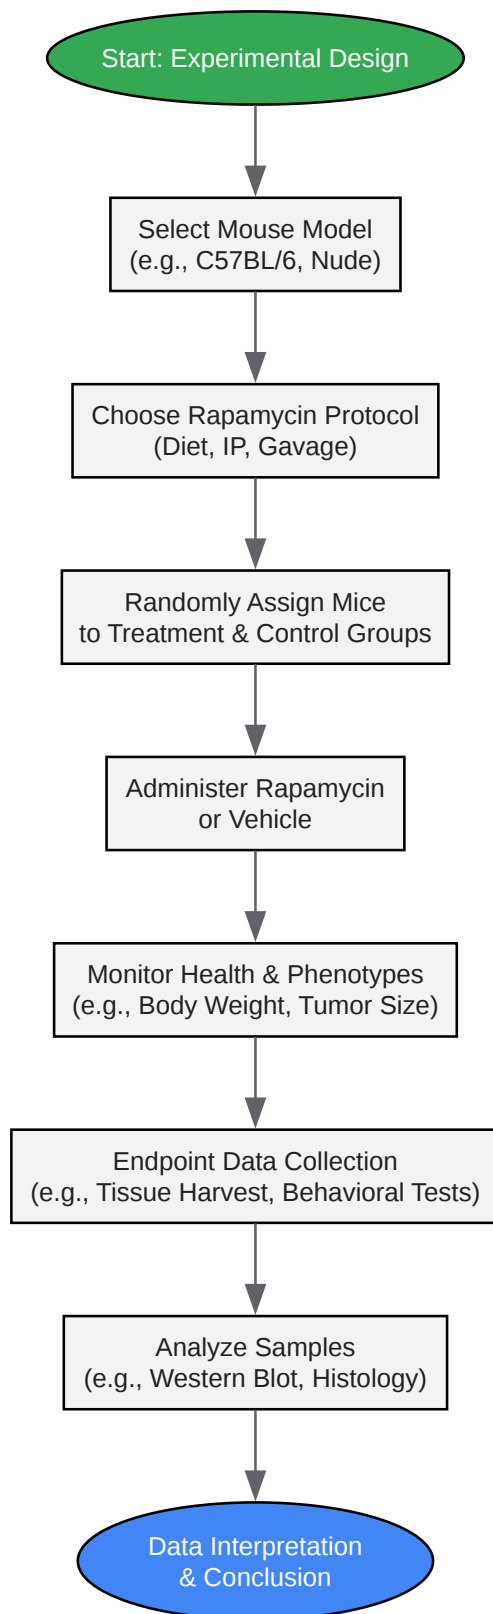 Start: Experimental Design
Select Mouse Model
(e.g., C57BL/6, Nude)
Choose Rapamycin Protocol
(Diet, IP, Gavage)
Randomly Assign Mice
to Treatment & Control Groups
Administer Rapamycin
or Vehicle
Monitor Health & Phenotypes
(e.g., Body Weight, Tumor Size)
Endpoint Data Collection
(e.g., Tissue Harvest, Behavioral Tests)
Analyze Samples
(e.g., Western Blot, Histology)
Data Interpretation
& Conclusion